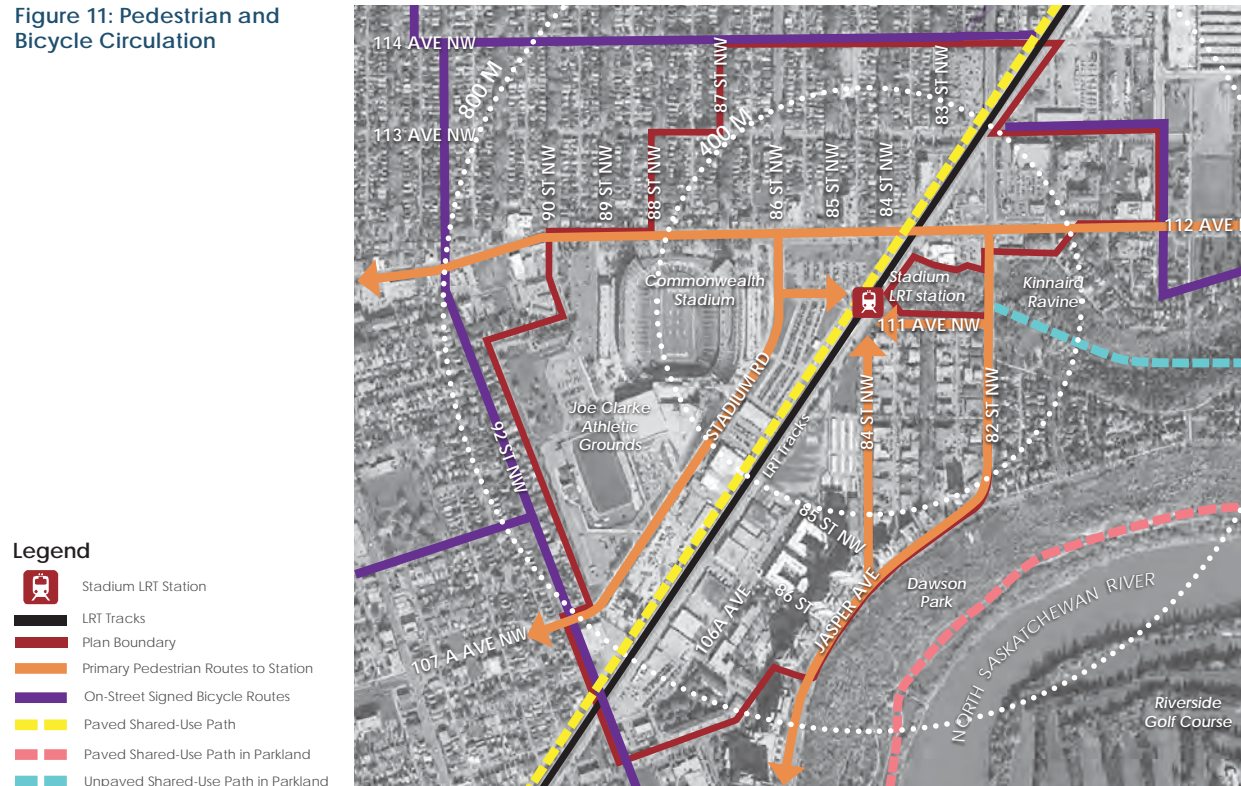 Figure 11: Pedestrian and
Bicycle Circulation
114 AVE NW
800 M
87 ST NW
83 ST NW
113 AVE NW
400 M
90 ST NW
89 ST NW
88 ST NW
86 ST NW
85 ST NW
84 ST NW
112 AVE
Commonwealth
Stadium
Stadium
LRT station
Kinnaird
Ravine
111 AVE NW
STADIUM RD
Joe Clarke
Athletic
Grounds
92 ST NW
LRT Tracks
84 ST NW
82 ST NW
85 ST NW
86 ST
Dawson
Park
JASPER AVE
106A AVE
107 A AVE NW
NORTH SASKATCHEWAN RIVER
Riverside
Golf Course
Legend
Stadium LRT Station
LRT Tracks
Plan Boundary
Primary Pedestrian Routes to Station
On-Street Signed Bicycle Routes
Paved Shared-Use Path
Paved Shared-Use Path in Parkland
Unpaved Shared-Use Path in Parkland